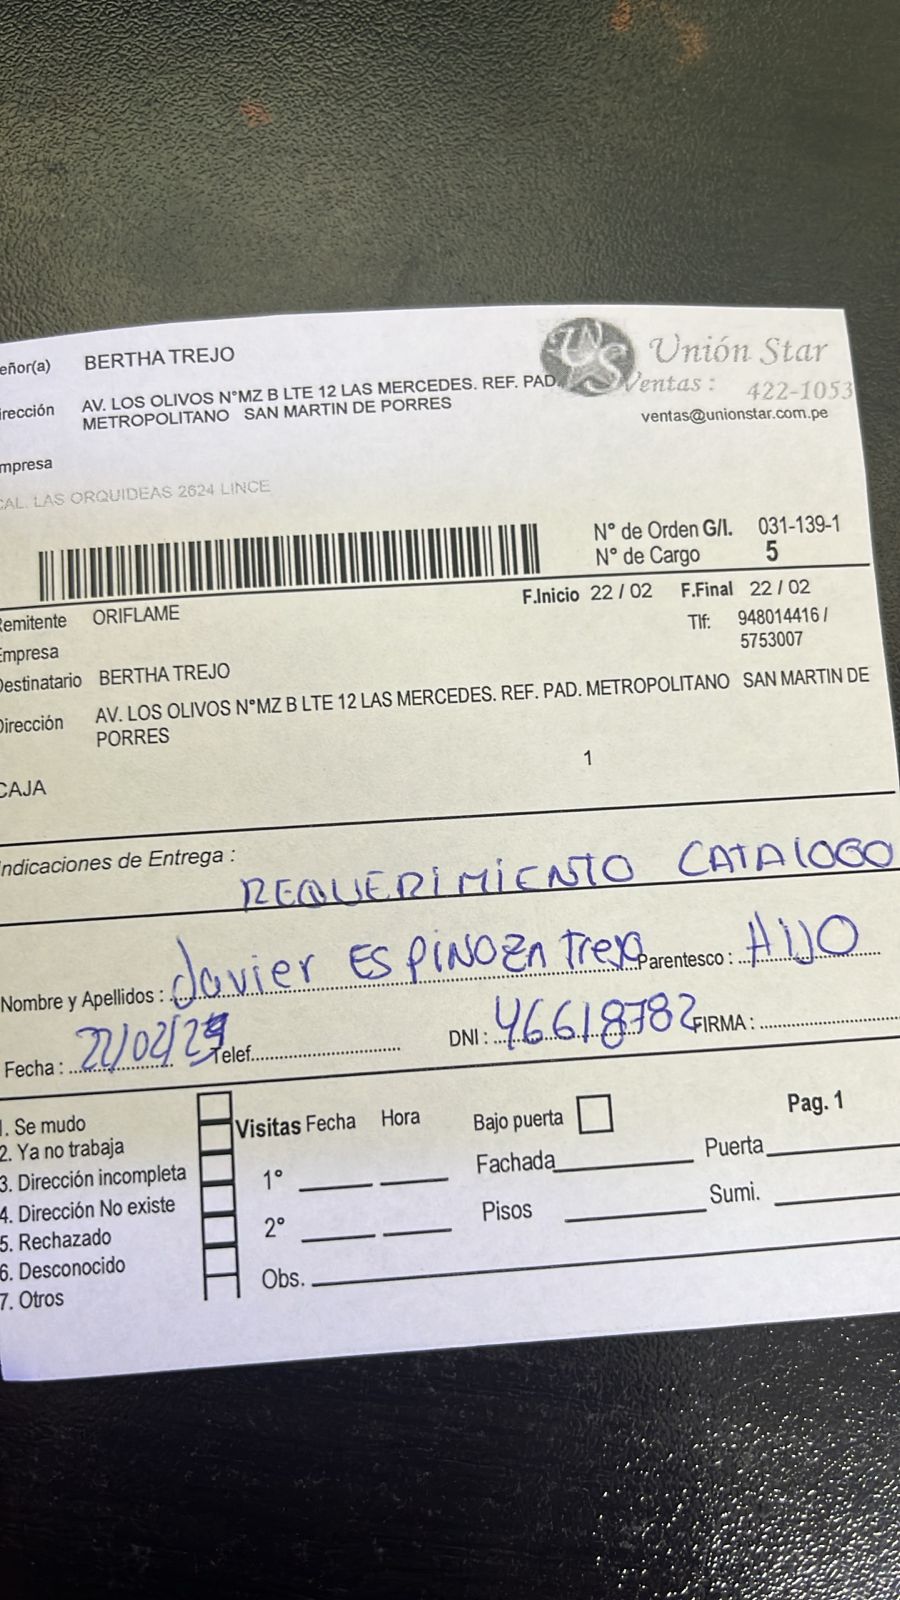 eñor(a) BERTHA TREJO
irección AV. LOS OLIVOS N°MZ B LTE 12 LAS MERCEDES. REF. PAD.
METROPOLITANO SAN MARTIN DE PORRES
mpresa
CAL. LAS ORQUIDEAS 2624 LINCE
US Unión Star
Ventas : 422-1053
ventas@unionstar.com.pe
N° de Orden G/I. 031-139-1
N° de Cargo 5
Remitente ORIFLAME
F.Inicio 22 / 02 F.Final 22 / 02
Empresa
Tlf: 948014416 /
5753007
Destinatario BERTHA TREJO
Dirección AV. LOS OLIVOS N°MZ B LTE 12 LAS MERCEDES. REF. PAD. METROPOLITANO SAN MARTIN DE
PORRES
CAJA 1
Indicaciones de Entrega :
REQUERIMIENTO CATALOGO
Nombre y Apellidos : Javier ESPINOZA Trejo Parentesco : HIJO
Fecha : 22/02/25 Telef. DNI : 46618782 FIRMA :
1. Se mudo
2. Ya no trabaja
3. Dirección incompleta
4. Dirección No existe
5. Rechazado
6. Desconocido
7. Otros
Visitas Fecha Hora
1°
2°
Obs.
Bajo puerta
Fachada
Pisos
Pag. 1
Puerta
Sumi.